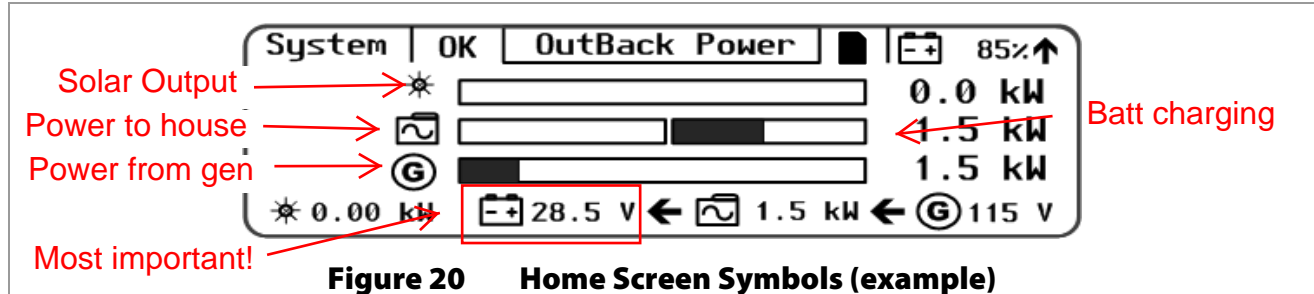 System OK OutBack Power 85%
Solar Output 0.0 kW
Power to house 1.5 kW Batt charging
Power from gen G 1.5 kW
0.00 kW - + 28.5 V 1.5 kW G 115 V
Most important!
Figure 20 Home Screen Symbols (example)